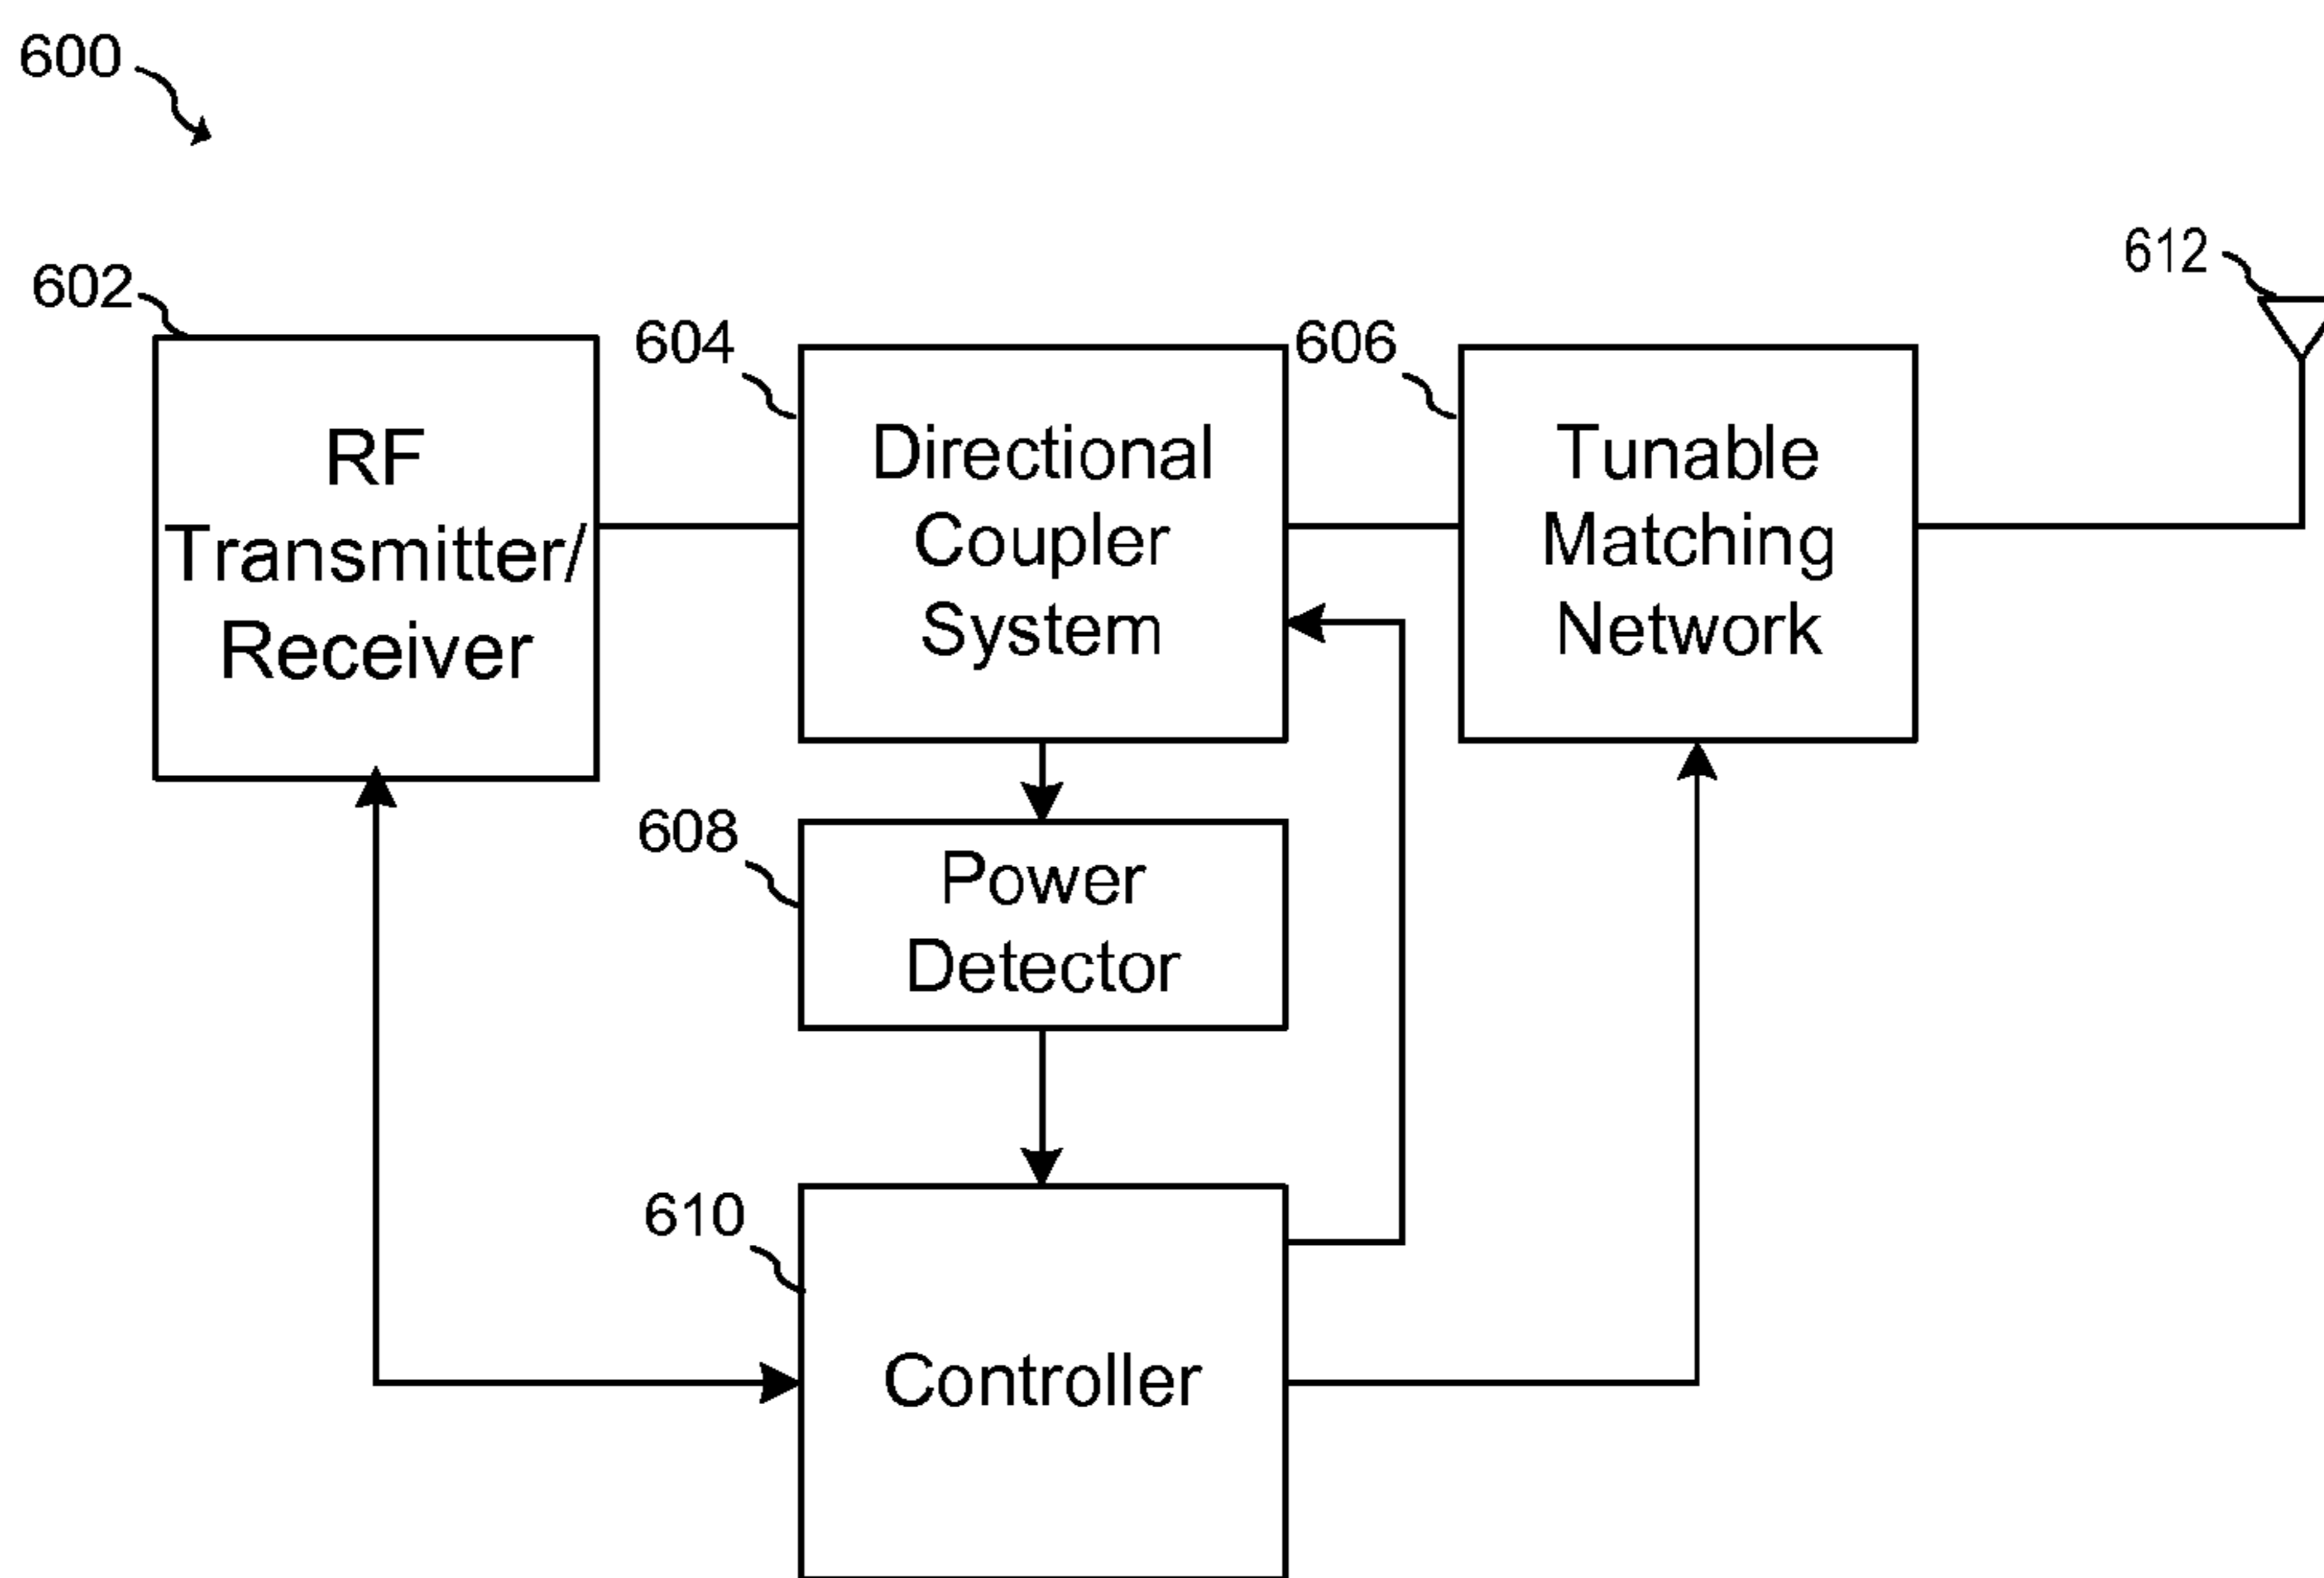 600
602
RF
Transmitter/
Receiver
604
Directional
Coupler
System
606
Tunable
Matching
Network
612
608
Power
Detector
610
Controller